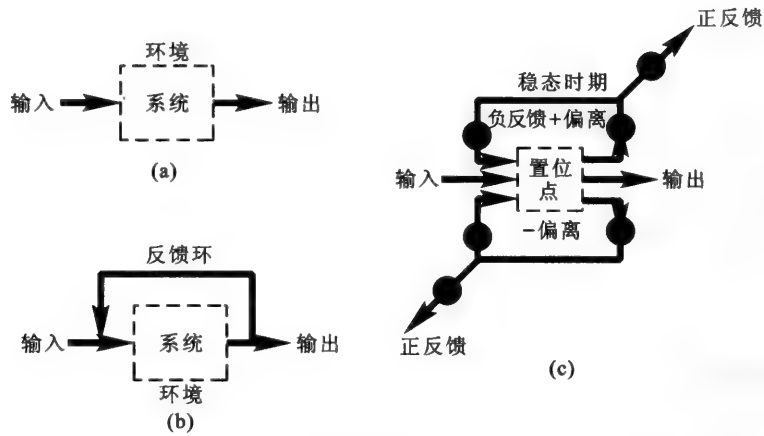 环境
输入
系统
输出
(a)
反馈环
输入
系统
输出
环境
(b)
正反馈
稳态时期
负反馈+偏离
输入
置位
点
输出
-偏离
正反馈
(c)